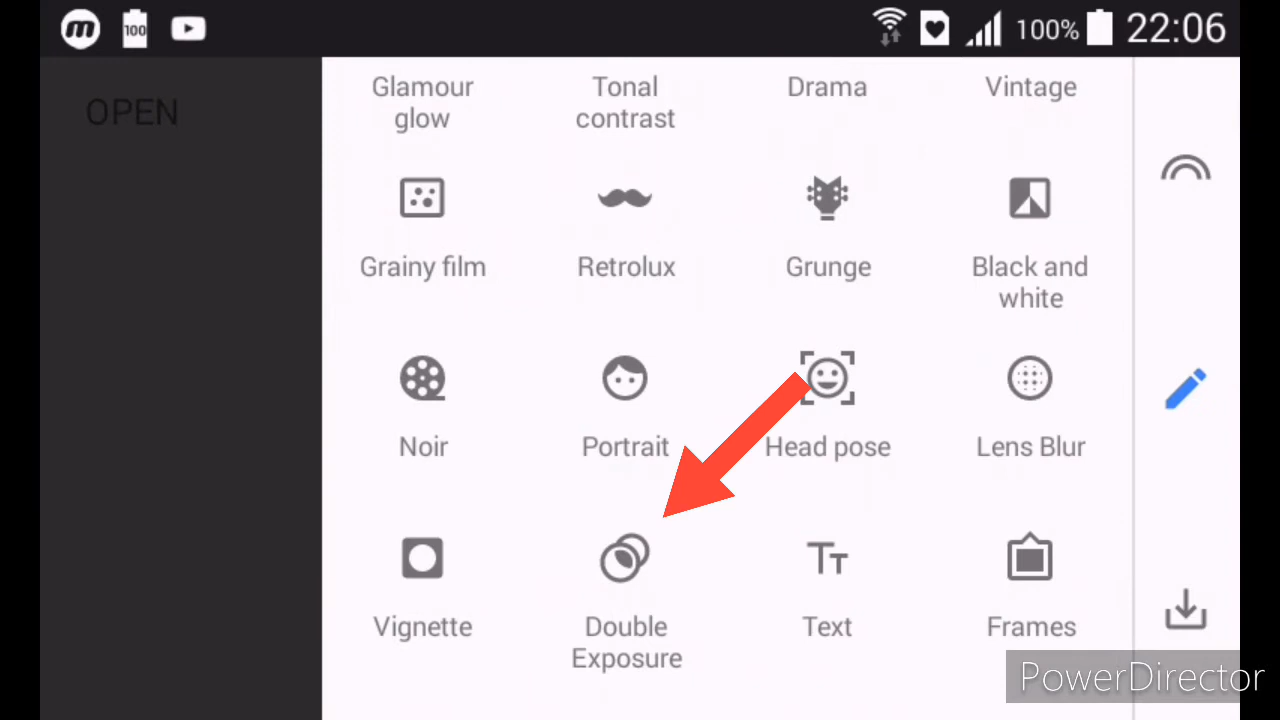 m 100 100% 22:06
OPEN
Glamour glow Tonal contrast Drama Vintage
Grainy film Retrolux Grunge Black and white
Noir Portrait Head pose Lens Blur
Vignette Double Exposure Text Frames
PowerDirector